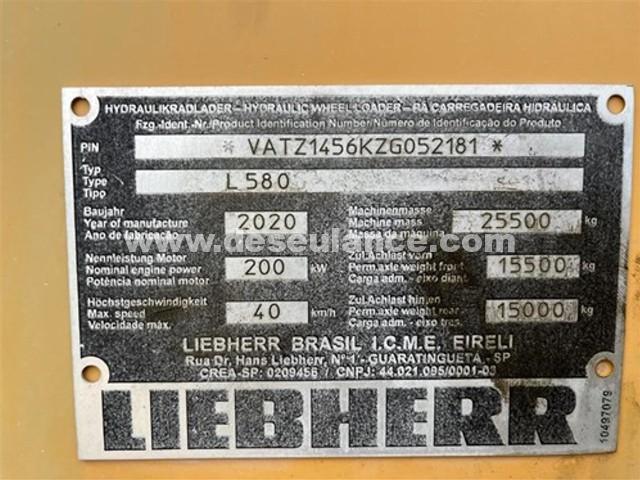 HYDRAULIKRADLADER – HYDRAULIC WHEEL LOADER – PÁ CARREGADEIRA HIDRÁULICA
Fzg.-Ident.-Nr./Product Identification Number/Número de Identificação do Produto
PIN * VATZ1456KZG052181 *
Typ
Type L580
Tipo
Baujahr
Year of manufacture 2020
Ano de fabricação
Maschinenmasse
Machine mass 25500 kg
Massa da máquina
www.deseulance.com
Nennleistung Motor
Nominal engine power 200 kW
Potência nominal motor
Zul.Achlast vorn
Perm.axle weight front 15500 kg
Carga adm. - eixo diant.
Höchstgeschwindigkeit
Max. speed 40 km/h
Velocidade máx.
Zul.Achlast hinten
Perm.axle weight rear 15000 kg
Carga adm. - eixo tras.
LIEBHERR BRASIL I.C.M.E. EIRELI
Rua Dr. Hans Liebherr, Nº 1 - GUARATINGUETA - SP
CREA-SP: 0209456 / CNPJ: 44.021.095/0001-03
LIEBHERR
10497079